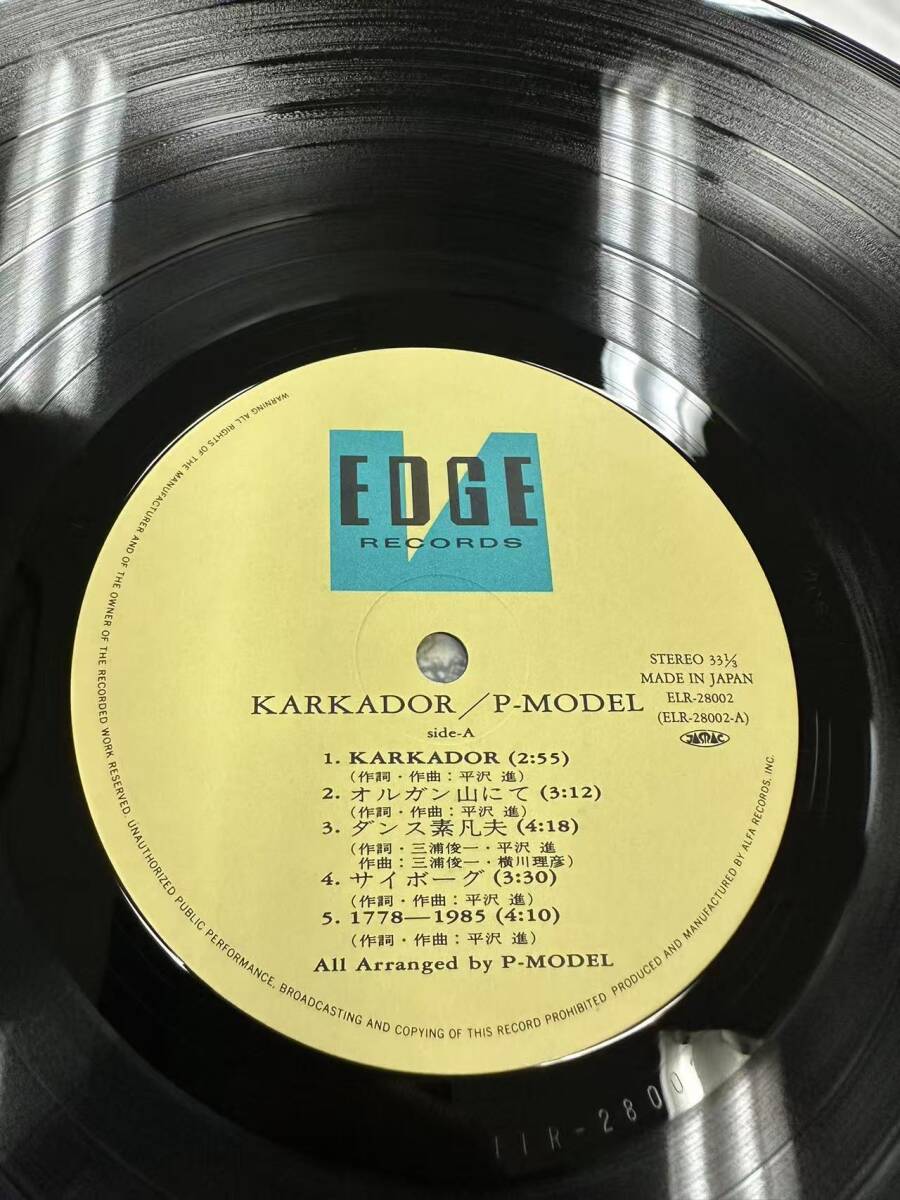 EDGE
RECORDS
STEREO 33⅓
MADE IN JAPAN
ELR-28002
(ELR-28002-A)
JASRAC
KARKADOR／P-MODEL
side-A
1. KARKADOR (2:55)
(作詞・作曲：平沢 進)
2. オルガン山にて (3:12)
(作詞・作曲：平沢 進)
3. ダンス素凡夫 (4:18)
(作詞・三浦俊一・平沢 進
作曲：三浦俊一・横川理彦)
4. サイボーグ (3:30)
(作詞・作曲：平沢 進)
5. 1778—1985 (4:10)
(作詞・作曲：平沢 進)
All Arranged by P-MODEL
WARNING ALL RIGHTS OF THE MANUFACTURER AND OF THE OWNER OF THE RECORDED WORK RESERVED. UNAUTHORIZED PUBLIC PERFORMANCE, BROADCASTING AND COPYING OF THIS RECORD PROHIBITED PRODUCED AND MANUFACTURED BY ALFA RECORDS, INC.